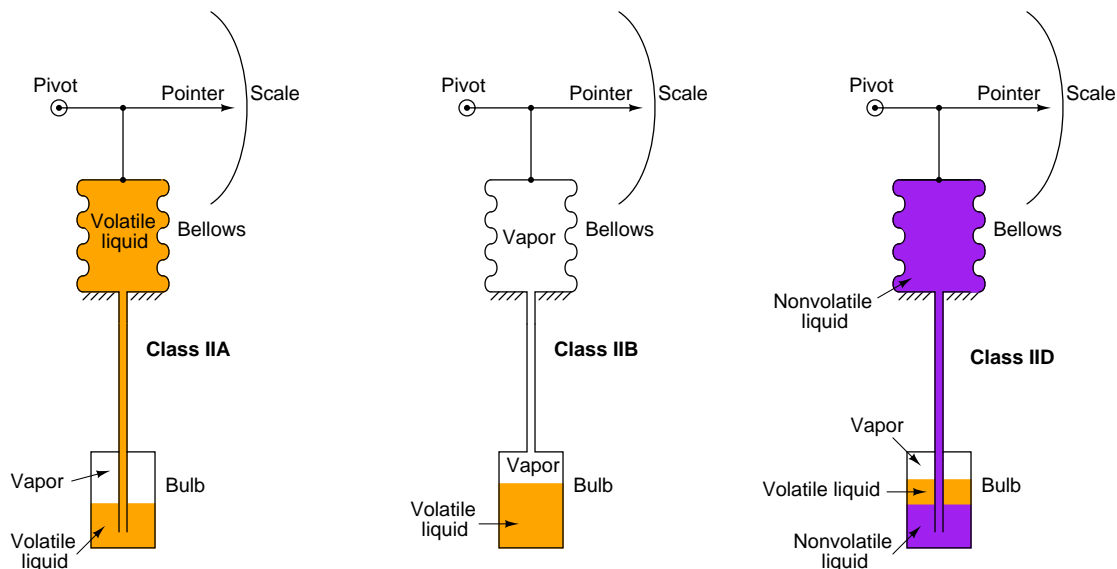 Pivot
Pointer
Scale
Volatile
liquid
Bellows
Class IIA
Vapor
Bulb
Volatile
liquid
Pivot
Pointer
Scale
Vapor
Bellows
Class IIB
Vapor
Bulb
Volatile
liquid
Pivot
Pointer
Scale
Bellows
Nonvolatile
liquid
Class IID
Vapor
Volatile liquid
Bulb
Nonvolatile
liquid